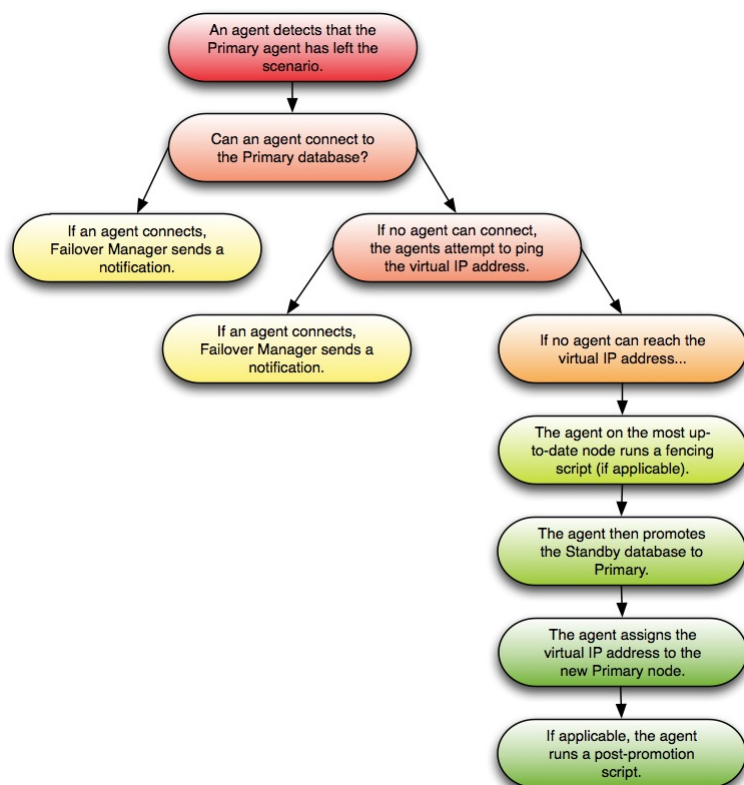 An agent detects that the
Primary agent has left the
scenario.
Can an agent connect to
the Primary database?
If an agent connects,
Failover Manager sends a
notification.
If no agent can connect,
the agents attempt to ping
the virtual IP address.
If an agent connects,
Failover Manager sends a
notification.
If no agent can reach the
virtual IP address...
The agent on the most up-
to-date node runs a fencing
script (if applicable).
The agent then promotes
the Standby database to
Primary.
The agent assigns the
virtual IP address to the
new Primary node.
If applicable, the agent
runs a post-promotion
script.